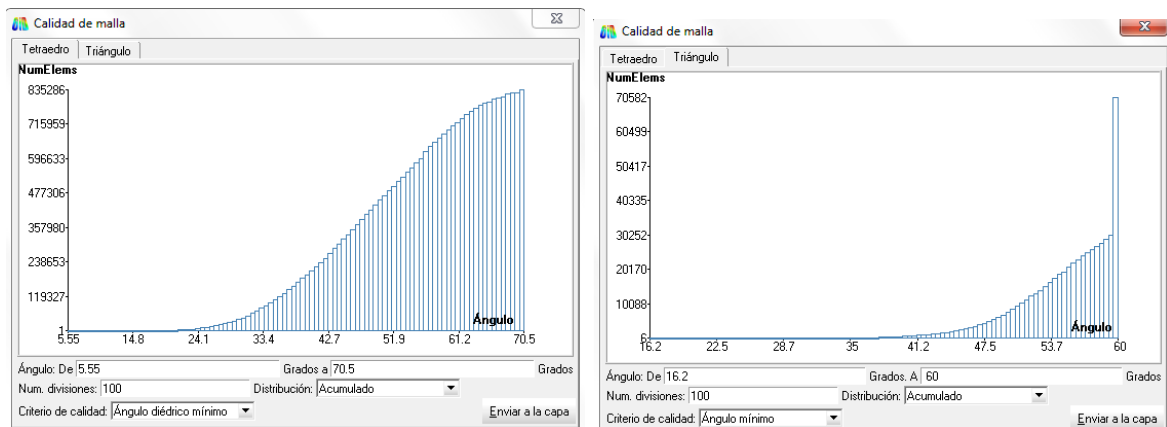 Calidad de malla
Tetraedro Triángulo
NumElems
835286
715959
596633
477306
357980
238653
119327
1
Ángulo
5.55 14.8 24.1 33.4 42.7 51.9 61.2 70.5
Ángulo: De 5.55 Grados a 70.5 Grados
Num. divisiones: 100 Distribución: Acumulado
Criterio de calidad: Ángulo diédrico mínimo Enviar a la capa
Calidad de malla
Tetraedro Triángulo
NumElems
70582
60499
50417
40335
30252
20170
10088
6
Ángulo
16.2 22.5 28.7 35 41.2 47.5 53.7 60
Ángulo: De 16.2 Grados. A 60 Grados
Num. divisiones: 100 Distribución: Acumulado
Criterio de calidad: Ángulo mínimo Enviar a la capa